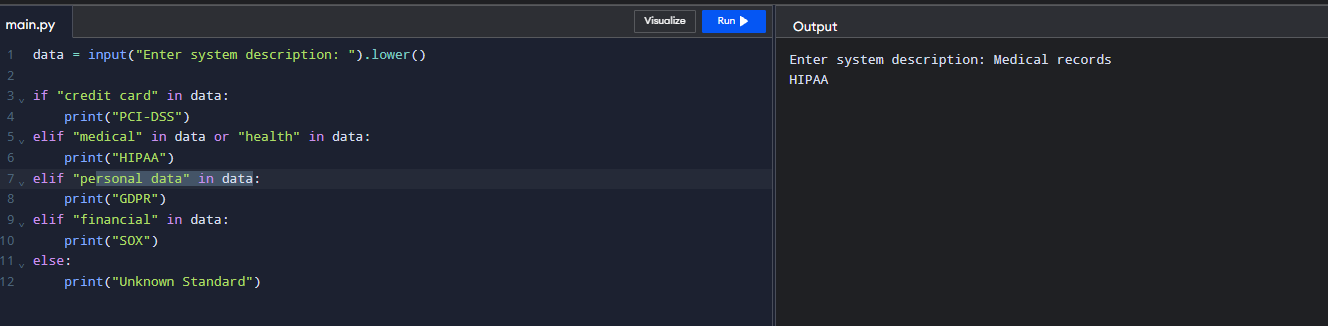 main.py
Visualize
Run
1 data = input("Enter system description: ").lower()
2
3 if "credit card" in data:
4     print("PCI-DSS")
5 elif "medical" in data or "health" in data:
6     print("HIPAA")
7 elif "personal data" in data:
8     print("GDPR")
9 elif "financial" in data:
10     print("SOX")
11 else:
12     print("Unknown Standard")
Output
Enter system description: Medical records
HIPAA